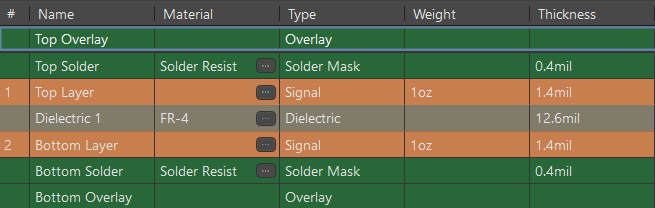 # Name Material Type Weight Thickness
Top Overlay Overlay
Top Solder Solder Resist ... Solder Mask 0.4mil
1 Top Layer ... Signal 1oz 1.4mil
Dielectric 1 FR-4 ... Dielectric 12.6mil
2 Bottom Layer ... Signal 1oz 1.4mil
Bottom Solder Solder Resist ... Solder Mask 0.4mil
Bottom Overlay Overlay